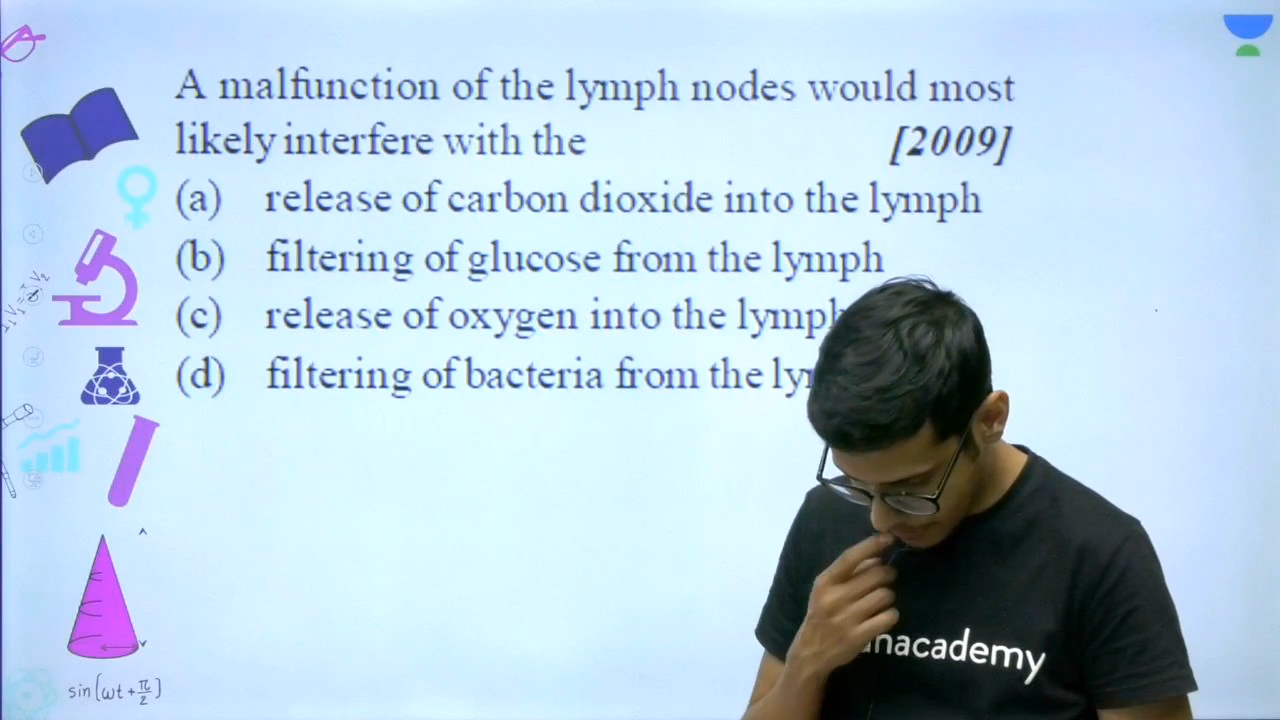 A malfunction of the lymph nodes would most
likely interfere with the [2009]
(a) release of carbon dioxide into the lymph
(b) filtering of glucose from the lymph
(c) release of oxygen into the lymph
(d) filtering of bacteria from the
sin(ωt+π/2)